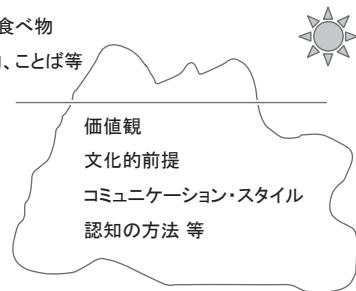 食べ物
、ことば等
価値観
文化的前提
コミュニケーション・スタイル
認知の方法 等